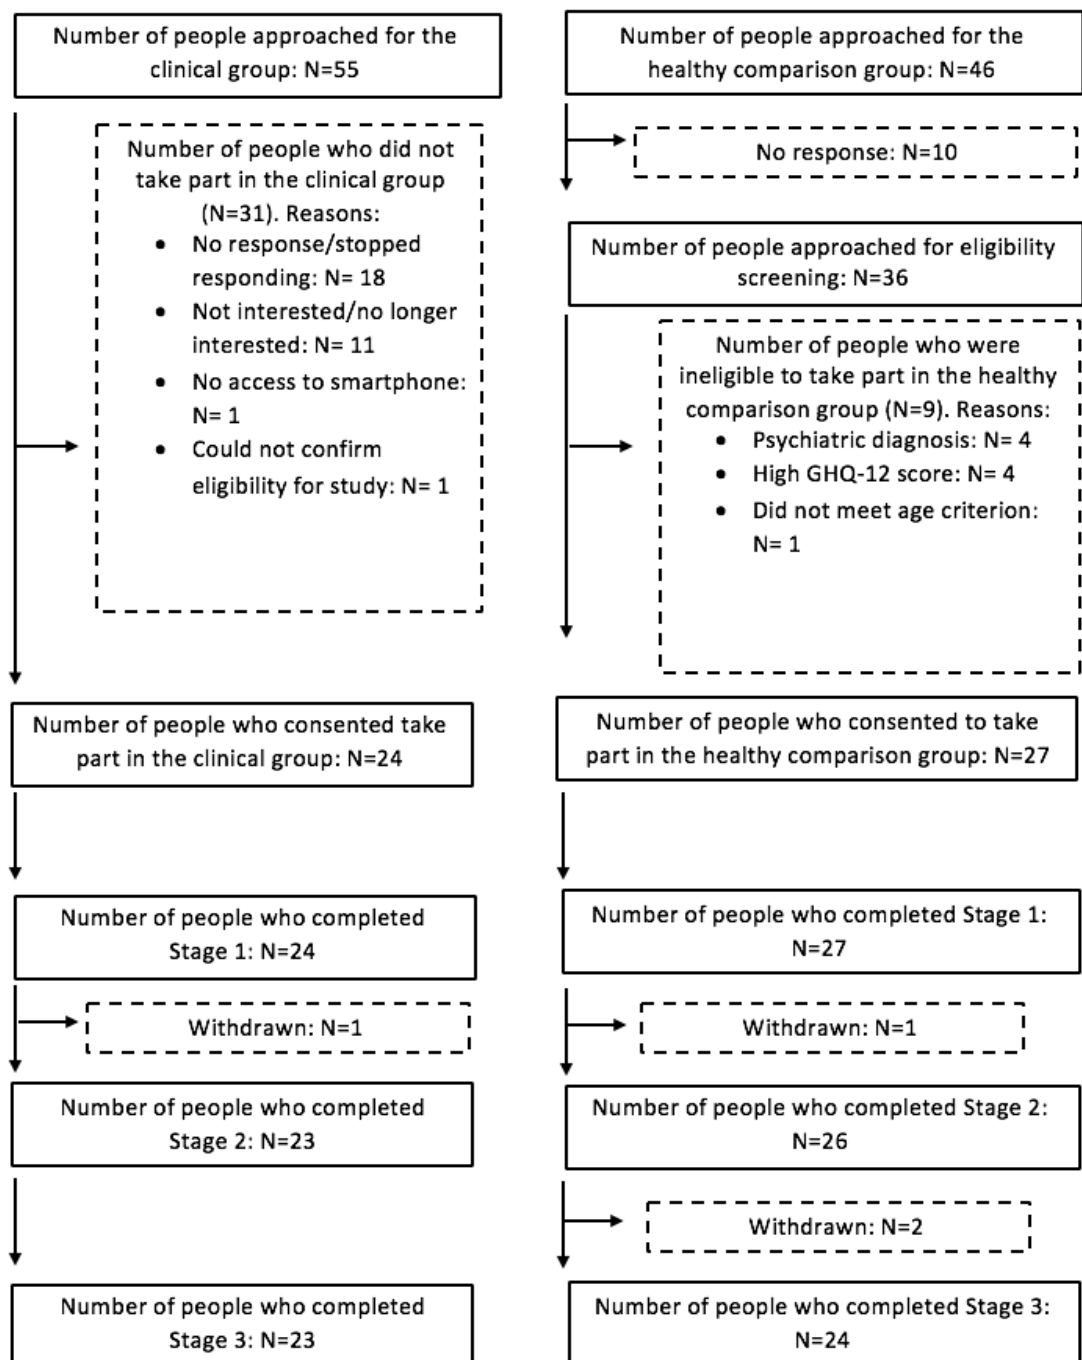 Number of people approached for the
clinical group: N=55
Number of people who did not
take part in the clinical group
(N=31). Reasons:
• No response/stopped
responding: N= 18
• Not interested/no longer
interested: N= 11
• No access to smartphone:
N= 1
• Could not confirm
eligibility for study: N= 1
Number of people who consented take
part in the clinical group: N=24
Number of people who completed
Stage 1: N=24
Withdrawn: N=1
Number of people who completed
Stage 2: N=23
Number of people who completed
Stage 3: N=23
Number of people approached for the
healthy comparison group: N=46
No response: N=10
Number of people approached for eligibility
screening: N=36
Number of people who were
ineligible to take part in the healthy
comparison group (N=9). Reasons:
• Psychiatric diagnosis: N= 4
• High GHQ-12 score: N= 4
• Did not meet age criterion:
N= 1
Number of people who consented to take
part in the healthy comparison group: N=27
Number of people who completed Stage 1:
N=27
Withdrawn: N=1
Number of people who completed Stage 2:
N=26
Withdrawn: N=2
Number of people who completed Stage 3:
N=24